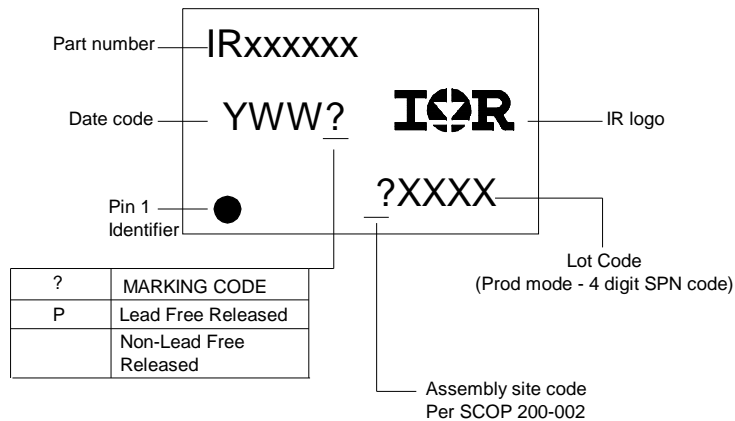 Part number
IRxxxxxx
Date code
YWW?
IOR
IR logo
?XXXX
Pin 1
Identifier
Lot Code
(Prod mode - 4 digit SPN code)
? MARKING CODE
P Lead Free Released
Non-Lead Free
Released
Assembly site code
Per SCOP 200-002